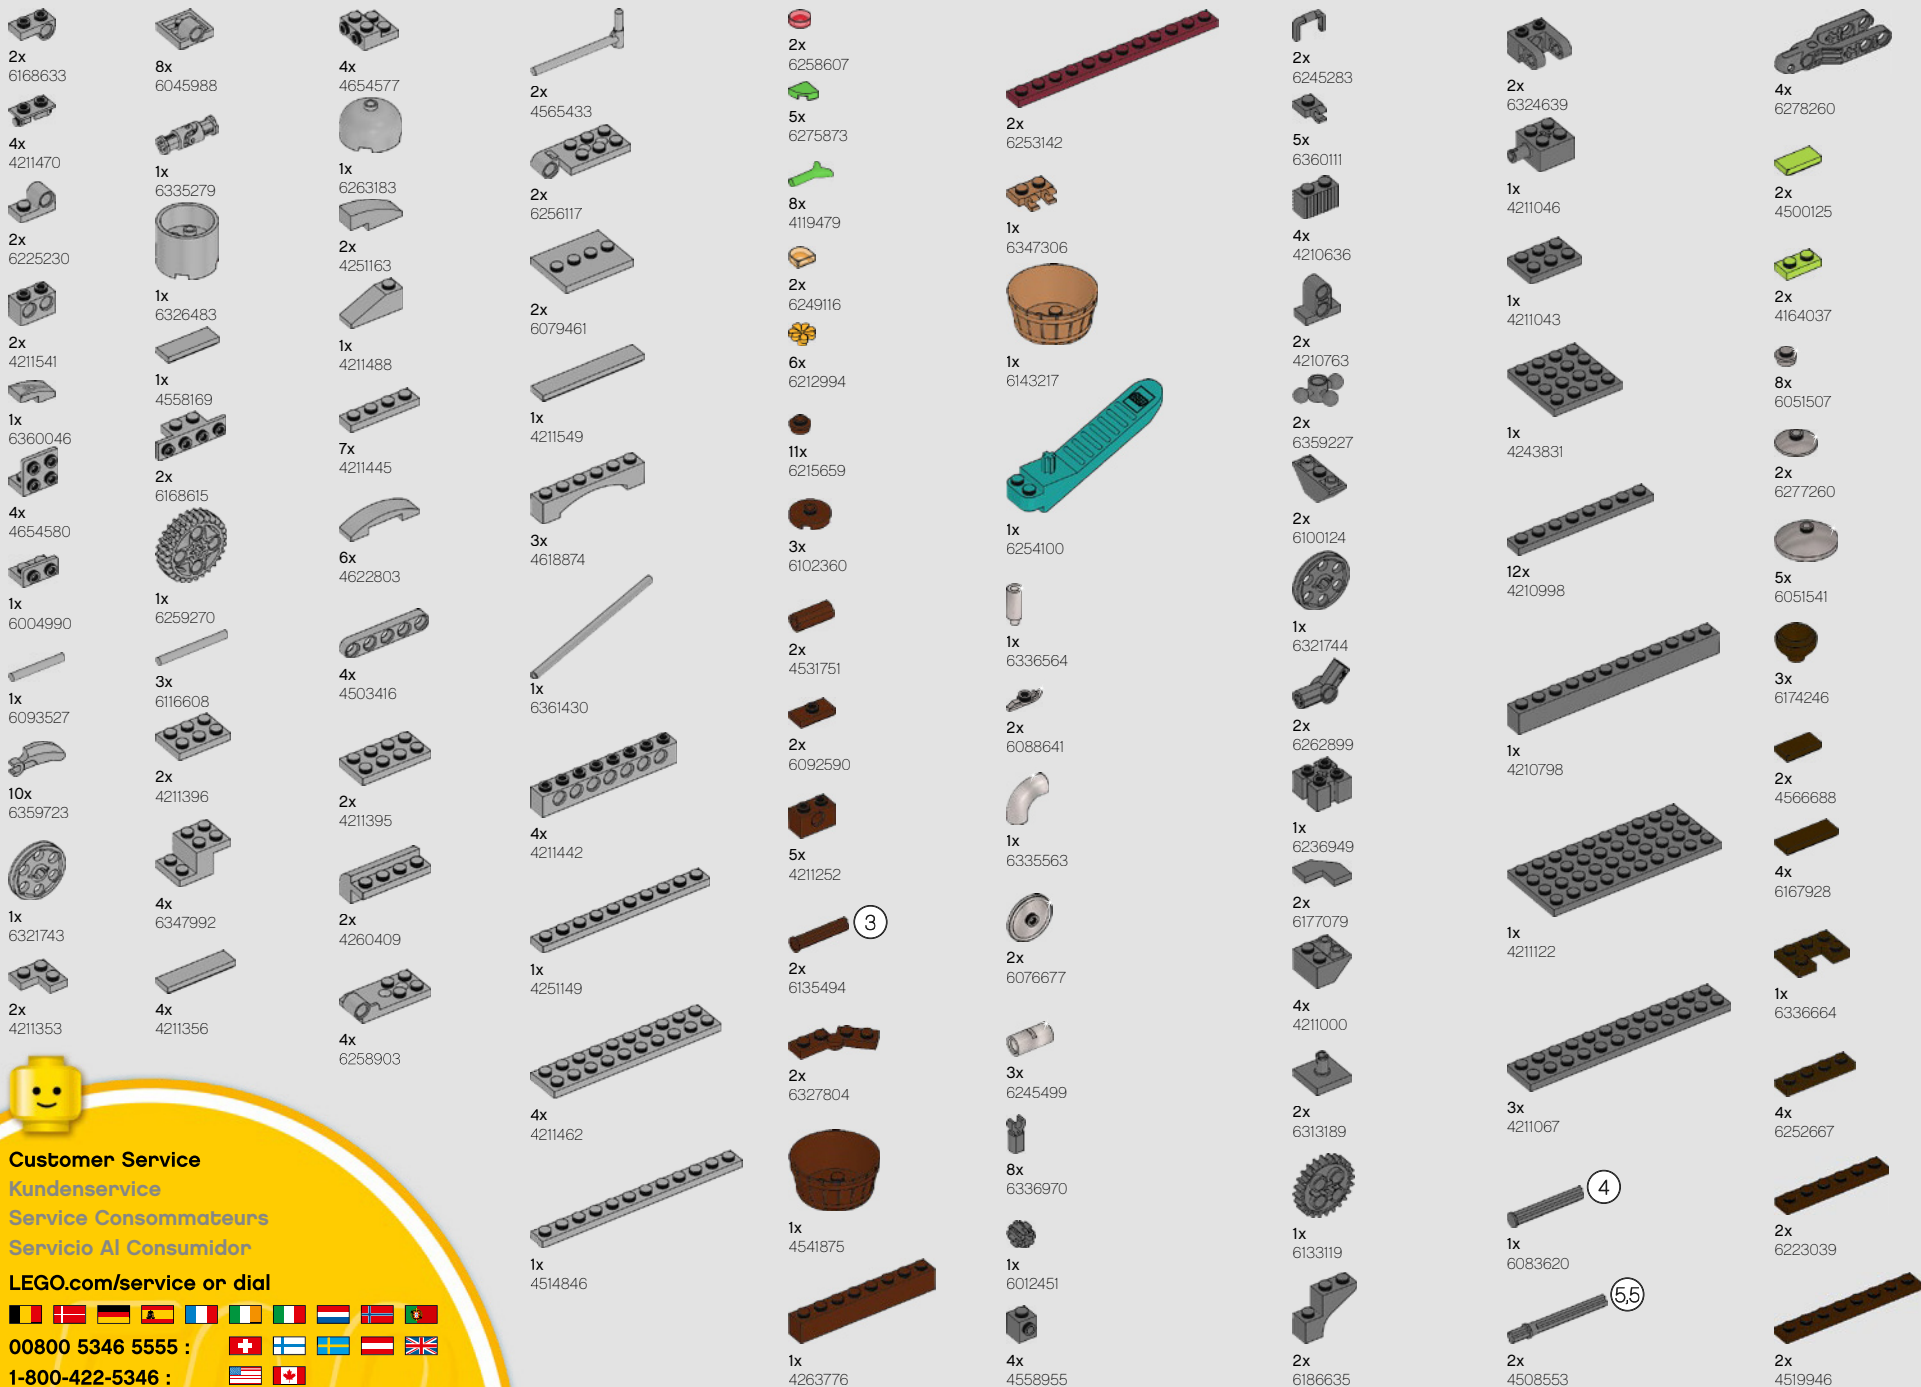 2x
6168633
4x
4211470
2x
6225230
2x
4211541
1x
6360046
4x
4654580
1x
6004990
1x
6093527
10x
6359723
1x
6321743
2x
4211353
8x
6045988
1x
6335279
1x
6326483
1x
4558169
2x
6168615
1x
6259270
3x
6116608
2x
4211396
4x
6347992
4x
4211356
4x
4654577
1x
6263183
2x
4251163
1x
4211488
7x
4211445
6x
4622803
4x
4503416
2x
4211395
2x
4260409
4x
6258903
2x
4565433
2x
6256117
2x
6079461
1x
4211549
3x
4618874
1x
6361430
4x
4211442
1x
4251149
4x
4211462
1x
4514846
2x
6258607
5x
6275873
8x
4119479
2x
6249116
6x
6212994
11x
6215659
3x
6102360
2x
4531751
2x
6092590
5x
4211252
3
2x
6135494
2x
6327804
1x
4541875
1x
4263776
2x
6253142
1x
6347306
1x
6143217
1x
6254100
1x
6336564
2x
6088641
1x
6335563
2x
6076677
3x
6245499
8x
6336970
1x
6012451
4x
4558955
2x
6245283
5x
6360111
4x
4210636
2x
4210763
2x
6359227
2x
6100124
1x
6321744
2x
6262899
1x
6236949
2x
6177079
4x
4211000
2x
6313189
1x
6133119
2x
6186635
2x
6324639
1x
4211046
1x
4211043
1x
4243831
12x
4210998
1x
4210798
1x
4211122
3x
4211067
4
1x
6083620
5,5
2x
4508553
4x
6278260
2x
4500125
2x
4164037
8x
6051507
2x
6277260
5x
6051541
3x
6174246
2x
4566688
4x
6167928
1x
6336664
4x
6252667
2x
6223039
2x
4519946
Customer Service
Kundenservice
Service Consommateurs
Servicio Al Consumidor
LEGO.com/service or dial
00800 5346 5555 :
1-800-422-5346 :